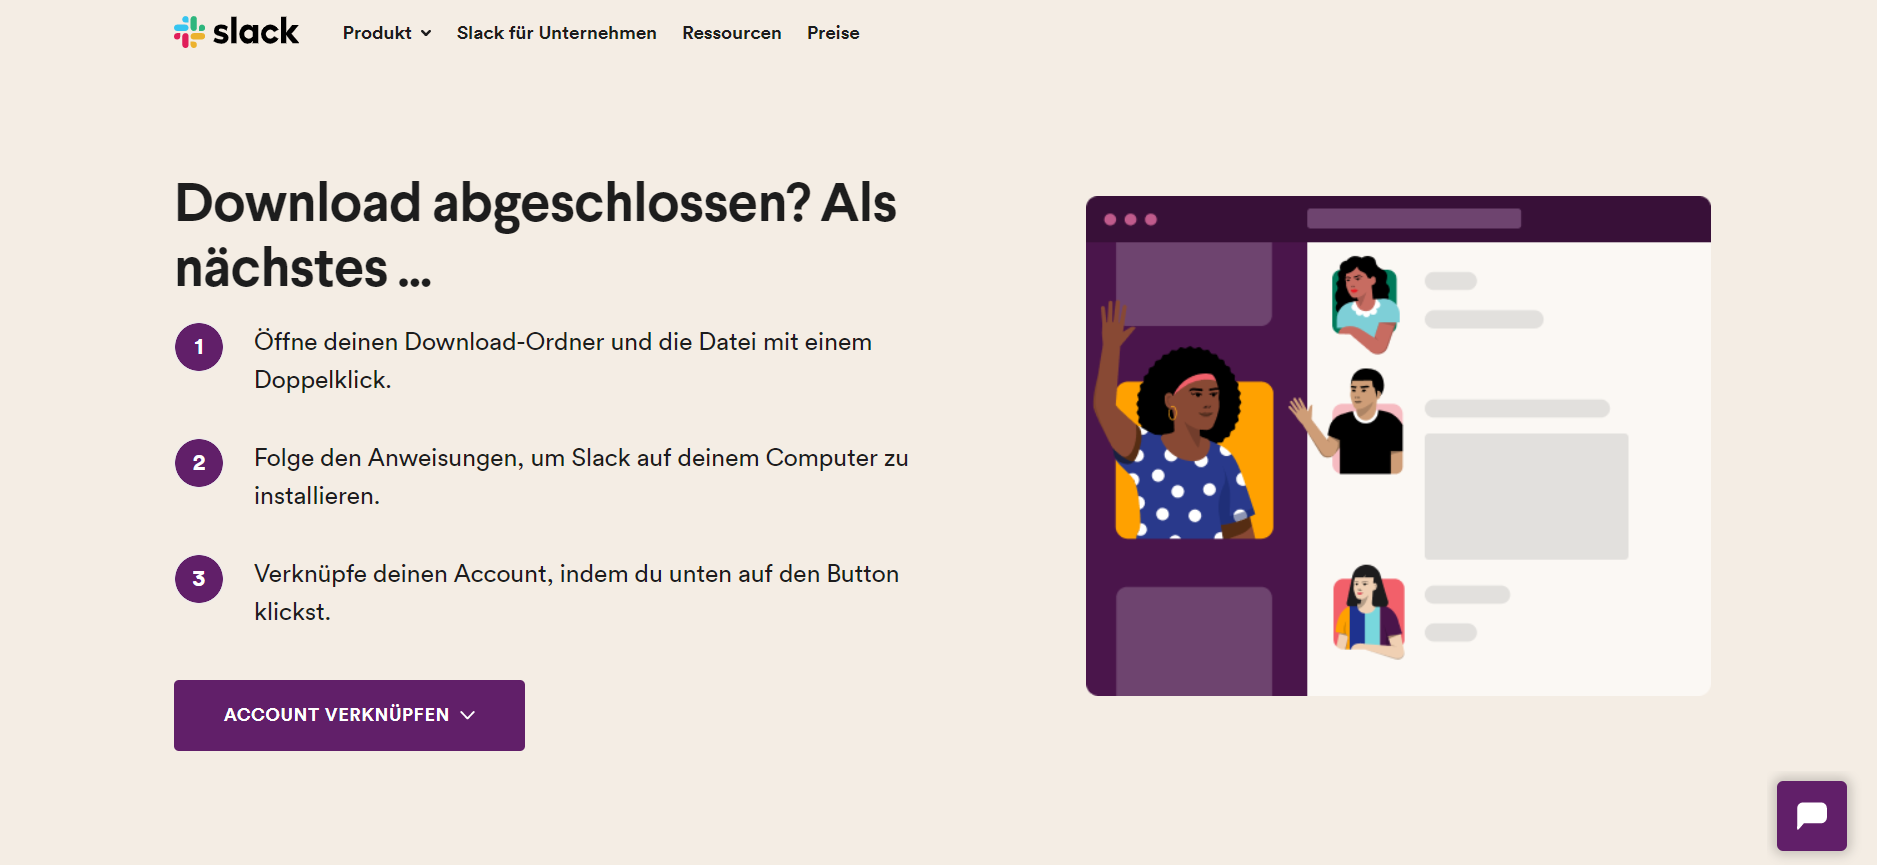 slack
Produkt
Slack für Unternehmen
Ressourcen
Preise
Download abgeschlossen? Als
nächstes ...
1
Öffne deinen Download-Ordner und die Datei mit einem
Doppelklick.
2
Folge den Anweisungen, um Slack auf deinem Computer zu
installieren.
3
Verknüpfe deinen Account, indem du unten auf den Button
klickst.
ACCOUNT VERKNÜPFEN